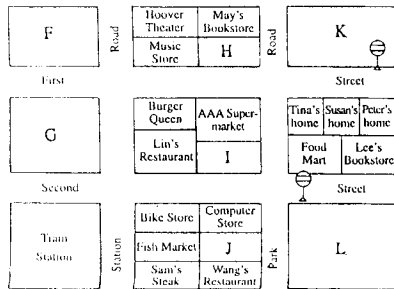 F
Road
Hoover
Theater
May's
Bookstore
Road
K
Music
Store
H
First
Street
G
Burger
Queen
AAA Super-
market
Tina's
home
Susan's
home
Peter's
home
Lin's
Restaurant
I
Food
Mart
Lee's
Bookstore
Second
Street
Train
Station
Station
Bike Store
Computer
Store
Fish Market
J
Sam's
Steak
Wang's
Restaurant
Park
L